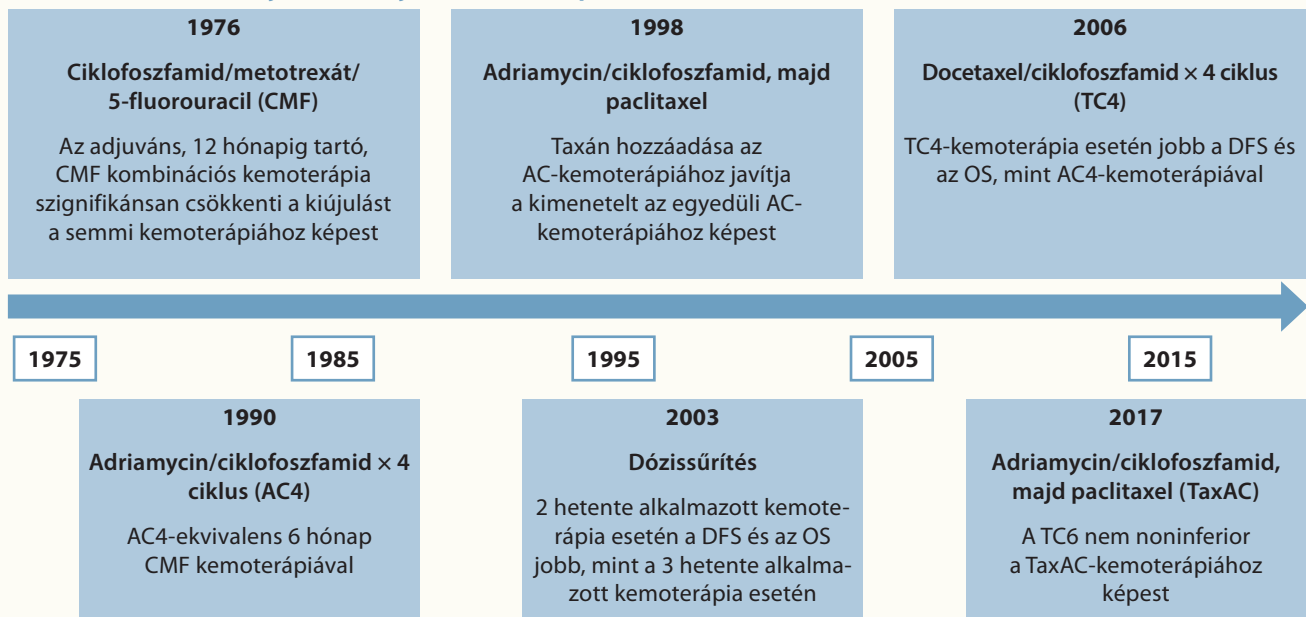 1976
Ciklofoszfamid/metotrexát/
5-fluorouracil (CMF)
Az adjuváns, 12 hónapig tartó,
CMF kombinációs kemoterápia
szignifikánsan csökkenti a kiújulást
a semmi kemoterápiához képest
1998
Adriamycin/ciklofoszfamid, majd
paclitaxel
Taxán hozzáadása az
AC-kemoterápiához javítja
a kimenetelt az egyedüli AC-
kemoterápiához képest
2006
Docetaxel/ciklofoszfamid × 4 ciklus
(TC4)
TC4-kemoterápia esetén jobb a DFS és
az OS, mint AC4-kemoterápiával
1975
1985
1995
2005
2015
1990
Adriamycin/ciklofoszfamid × 4
ciklus (AC4)
AC4-ekvivalens 6 hónap
CMF kemoterápiával
2003
Dózissűrítés
2 hetente alkalmazott kemote-
rápia esetén a DFS és az OS
jobb, mint a 3 hetente alkalma-
zott kemoterápia esetén
2017
Adriamycin/ciklofoszfamid,
majd paclitaxel (TaxAC)
A TC6 nem noninferior
a TaxAC-kemoterápiához
képest